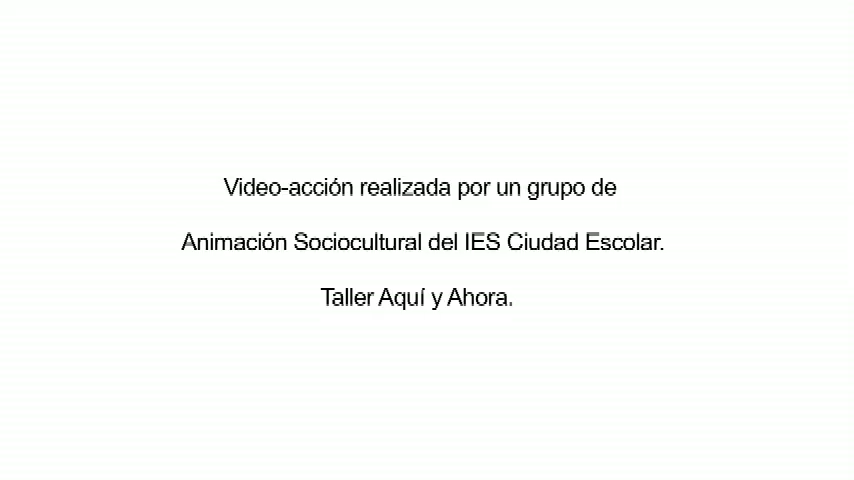 Video-acción realizada por un grupo de
Animación Sociocultural del IES Ciudad Escolar.
Taller Aquí y Ahora.